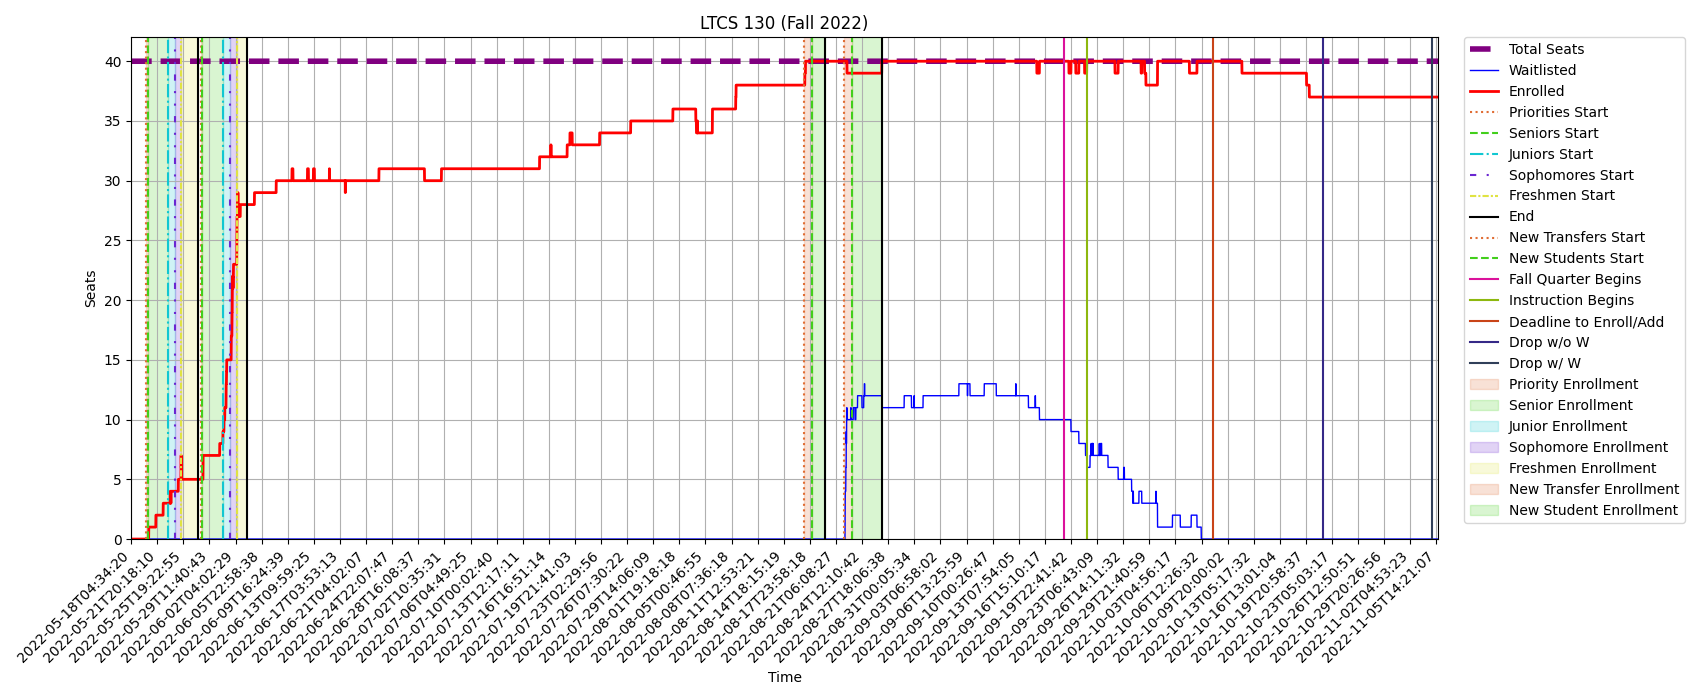 LTCS 130 (Fall 2022)
Seats
40
35
30
25
20
15
10
5
0
2022-05-18T04:34:20
2022-05-21T20:18:10
2022-05-25T19:22:55
2022-05-29T11:40:43
2022-06-02T04:02:29
2022-06-05T22:58:38
2022-06-09T16:24:39
2022-06-13T09:59:25
2022-06-17T03:53:13
2022-06-21T04:02:07
2022-06-24T22:07:47
2022-06-28T16:08:37
2022-07-02T10:35:31
2022-07-06T04:49:25
2022-07-10T00:02:40
2022-07-13T12:17:11
2022-07-16T16:51:14
2022-07-19T21:41:03
2022-07-23T02:29:56
2022-07-26T07:30:22
2022-07-29T14:06:09
2022-08-01T19:18:18
2022-08-05T00:46:55
2022-08-08T07:36:18
2022-08-11T12:53:21
2022-08-14T18:15:19
2022-08-17T23:58:18
2022-08-21T06:08:27
2022-08-24T12:10:42
2022-08-27T18:06:38
2022-08-31T00:05:34
2022-09-03T06:58:02
2022-09-06T13:25:59
2022-09-10T00:26:47
2022-09-13T07:54:05
2022-09-16T15:10:17
2022-09-19T22:41:42
2022-09-23T06:43:09
2022-09-26T14:11:32
2022-09-29T21:40:59
2022-10-03T04:56:17
2022-10-06T12:26:32
2022-10-09T20:00:02
2022-10-13T05:17:32
2022-10-16T13:01:04
2022-10-19T20:58:37
2022-10-23T05:03:17
2022-10-26T12:50:51
2022-10-29T20:26:56
2022-11-02T04:53:23
2022-11-05T14:21:07
Time
Total Seats
Waitlisted
Enrolled
Priorities Start
Seniors Start
Juniors Start
Sophomores Start
Freshmen Start
End
New Transfers Start
New Students Start
Fall Quarter Begins
Instruction Begins
Deadline to Enroll/Add
Drop w/o W
Drop w/ W
Priority Enrollment
Senior Enrollment
Junior Enrollment
Sophomore Enrollment
Freshmen Enrollment
New Transfer Enrollment
New Student Enrollment